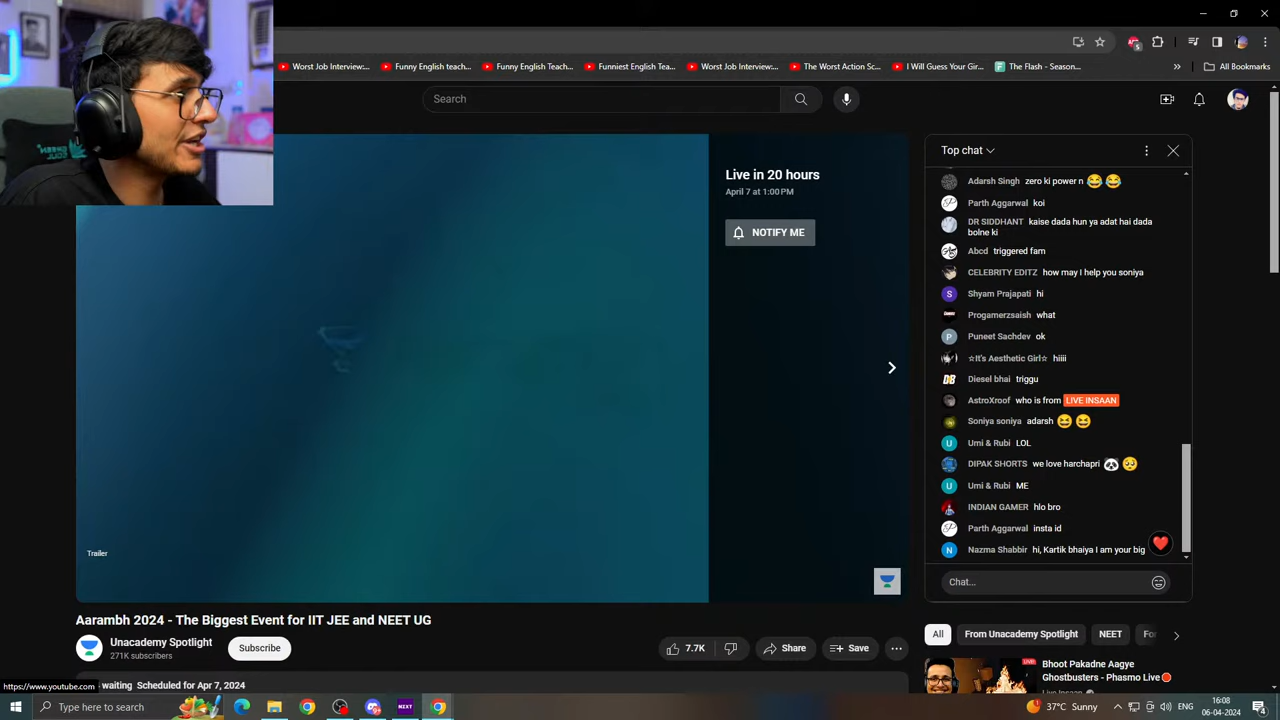 Worst Job Interview:...
Funny English teach...
Funny English Teach...
Funniest English Tea...
Worst Job Interview:...
The Worst Action Sc...
I Will Guess Your Gir...
The Flash - Season...
All Bookmarks
Search
Top chat
Live in 20 hours
April 7 at 1:00 PM
NOTIFY ME
Adarsh Singh zero ki power n 😂 😂
Parth Aggarwal koi
DR SIDDHANT kaise dada hun ya adat hai dada
bolne ki
Abcd triggered fam
CELEBRITY EDITZ how may I help you soniya
Shyam Prajapati hi
Progamerzsaish what
Puneet Sachdev ok
☆It's Aesthetic Girl☆ hiiii
Diesel bhai triggu
AstroXroof who is from LIVE INSAAN
Soniya soniya adarsh 😆 😆
Umi & Rubi LOL
DIPAK SHORTS we love harchapri 🐼 🥺
Umi & Rubi ME
INDIAN GAMER hlo bro
Parth Aggarwal insta id
Nazma Shabbir hi, Kartik bhaiya I am your big
Chat...
Trailer
Aarambh 2024 - The Biggest Event for IIT JEE and NEET UG
Unacademy Spotlight
271K subscribers
Subscribe
7.7K
Share
Save
All
From Unacademy Spotlight
NEET
For
LIVE
Bhoot Pakadne Aagye
Ghostbusters - Phasmo Live🔴
Live Insaan
waiting Scheduled for Apr 7, 2024
https://www.youtube.com
Type here to search
NIXT
37°C Sunny
ENG
16:08
06-04-2024